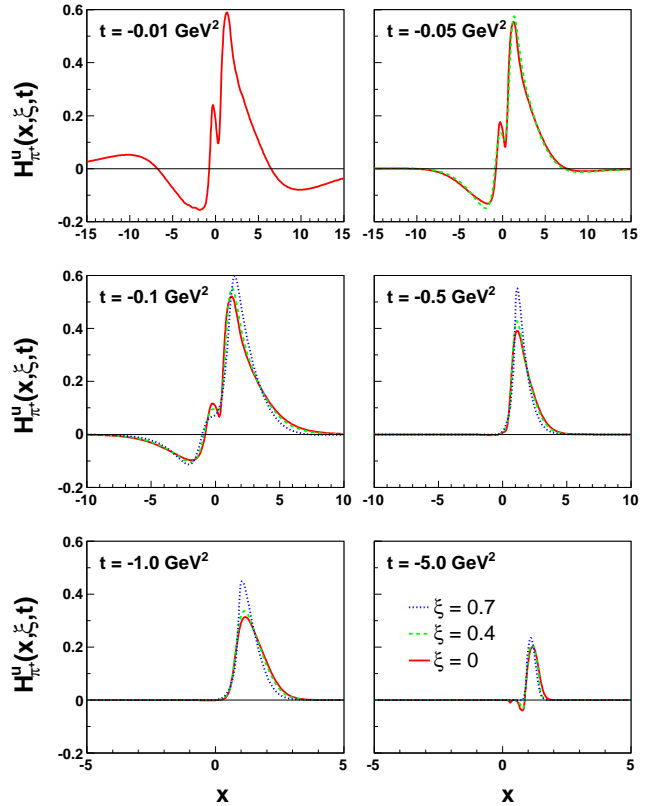 t = -0.01 GeV²
t = -0.05 GeV²
H^u_π+(x,ξ,t)
0.6
0.4
0.2
0
-0.2
-15 -10 -5 0 5 10 15
-15 -10 -5 0 5 10 15
t = -0.1 GeV²
t = -0.5 GeV²
H^u_π+(x,ξ,t)
0.6
0.4
0.2
0
-0.2
-10 -5 0 5 10
-10 -5 0 5 10
t = -1.0 GeV²
t = -5.0 GeV²
H^u_π+(x,ξ,t)
0.6
0.4
0.2
0
-0.2
ξ = 0.7
ξ = 0.4
ξ = 0
-5 0 5
-5 0 5
x
x